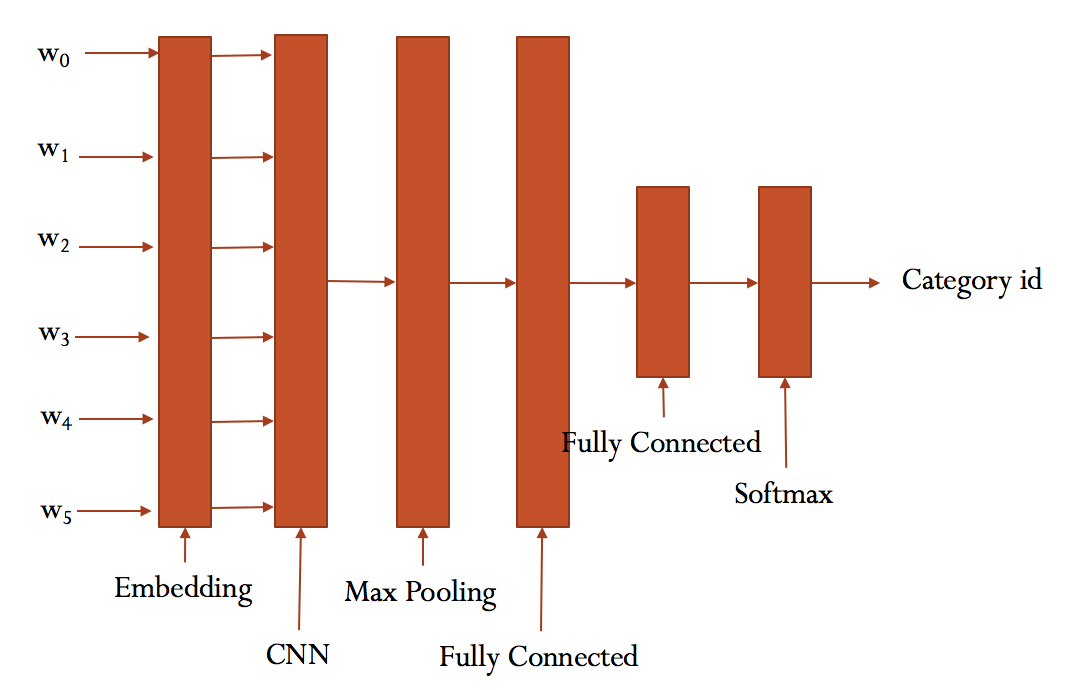 w0
w1
w2
w3
w4
w5
Category id
Fully Connected
Softmax
Embedding
Max Pooling
CNN
Fully Connected